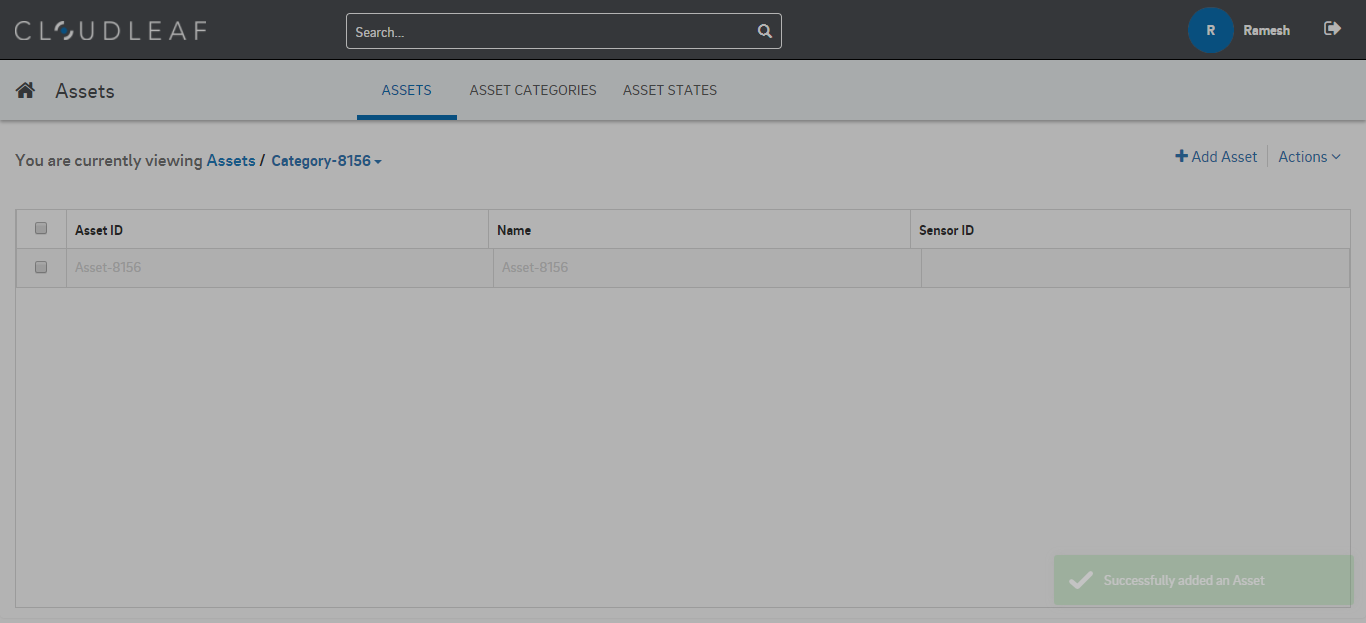 CLOUDLEAF
Search...
R
Ramesh
Assets
ASSETS
ASSET CATEGORIES
ASSET STATES
You are currently viewing Assets / Category-8156
Add Asset
Actions
Asset ID
Name
Sensor ID
Asset-8156
Asset-8156
Successfully added an Asset